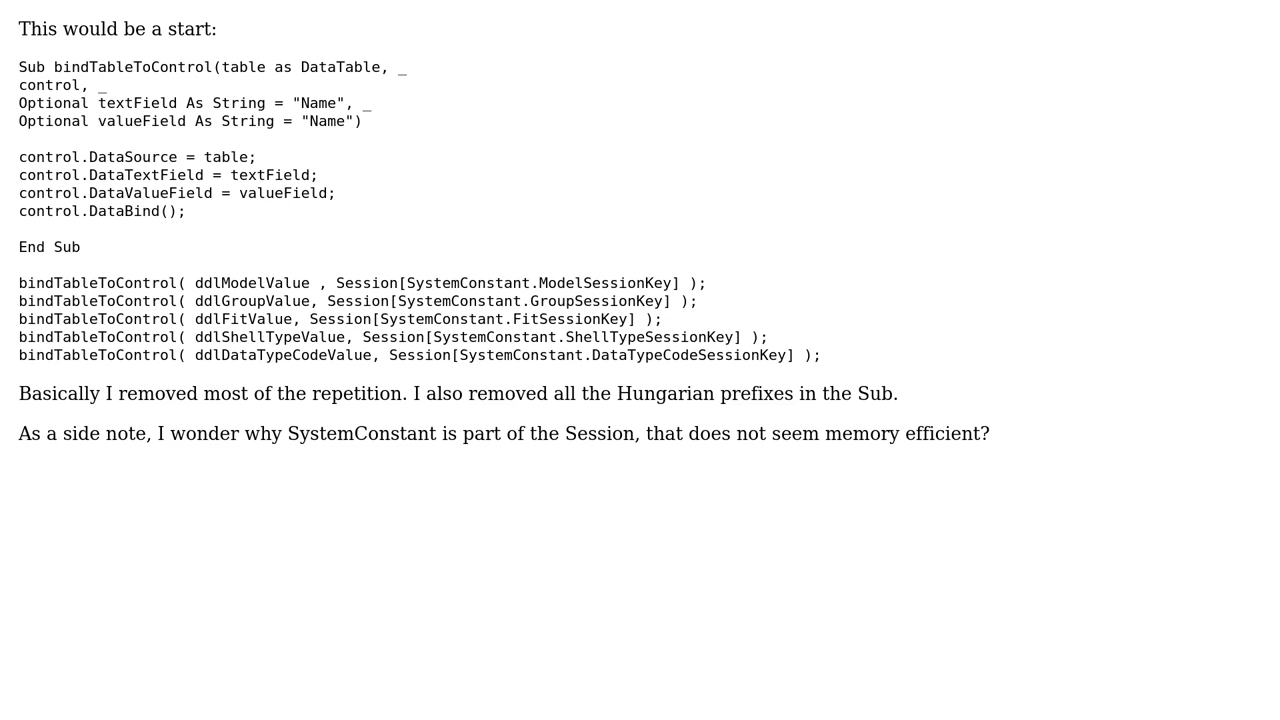 This would be a start:
Sub bindTableToControl(table as DataTable, _
control, _
Optional textField As String = "Name", _
Optional valueField As String = "Name")
control.DataSource = table;
control.DataTextField = textField;
control.DataValueField = valueField;
control.DataBind();
End Sub
bindTableToControl( ddlModelValue , Session[SystemConstant.ModelSessionKey] );
bindTableToControl( ddlGroupValue, Session[SystemConstant.GroupSessionKey] );
bindTableToControl( ddlFitValue, Session[SystemConstant.FitSessionKey] );
bindTableToControl( ddlShellTypeValue, Session[SystemConstant.ShellTypeSessionKey] );
bindTableToControl( ddlDataTypeCodeValue, Session[SystemConstant.DataTypeCodeSessionKey] );
Basically I removed most of the repetition. I also removed all the Hungarian prefixes in the Sub.
As a side note, I wonder why SystemConstant is part of the Session, that does not seem memory efficient?